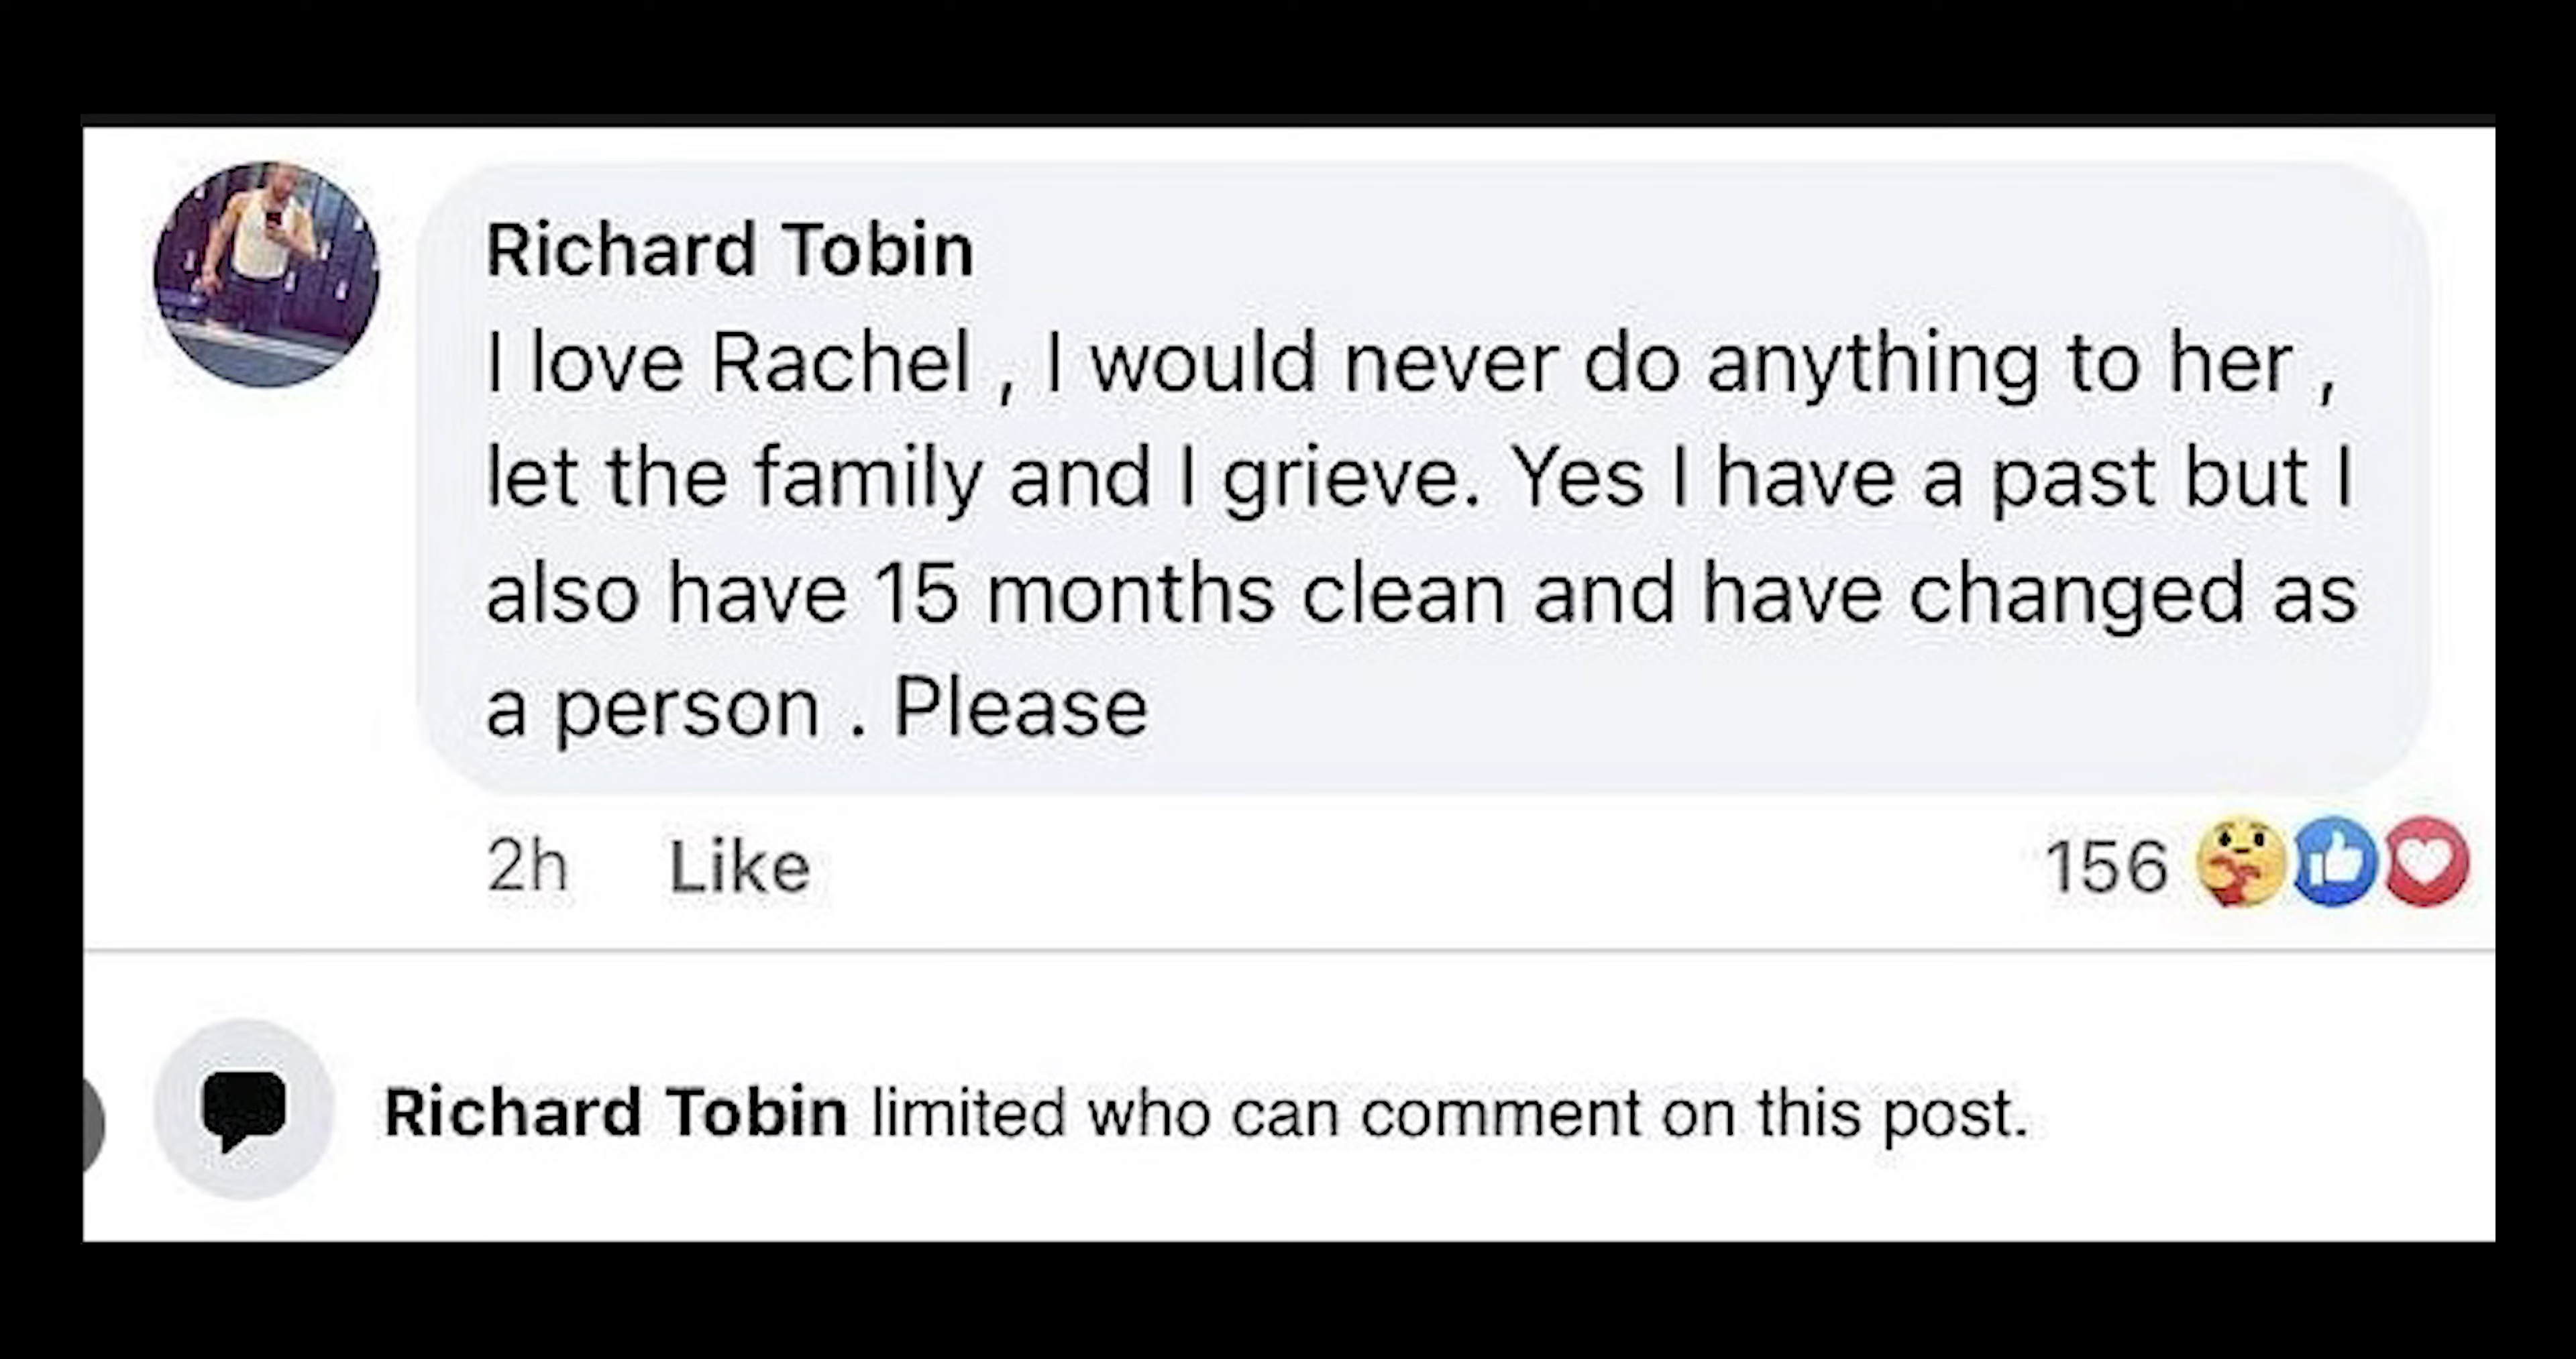 Richard Tobin
I love Rachel , I would never do anything to her ,
let the family and I grieve. Yes I have a past but I
also have 15 months clean and have changed as
a person . Please
2h Like 156
Richard Tobin limited who can comment on this post.